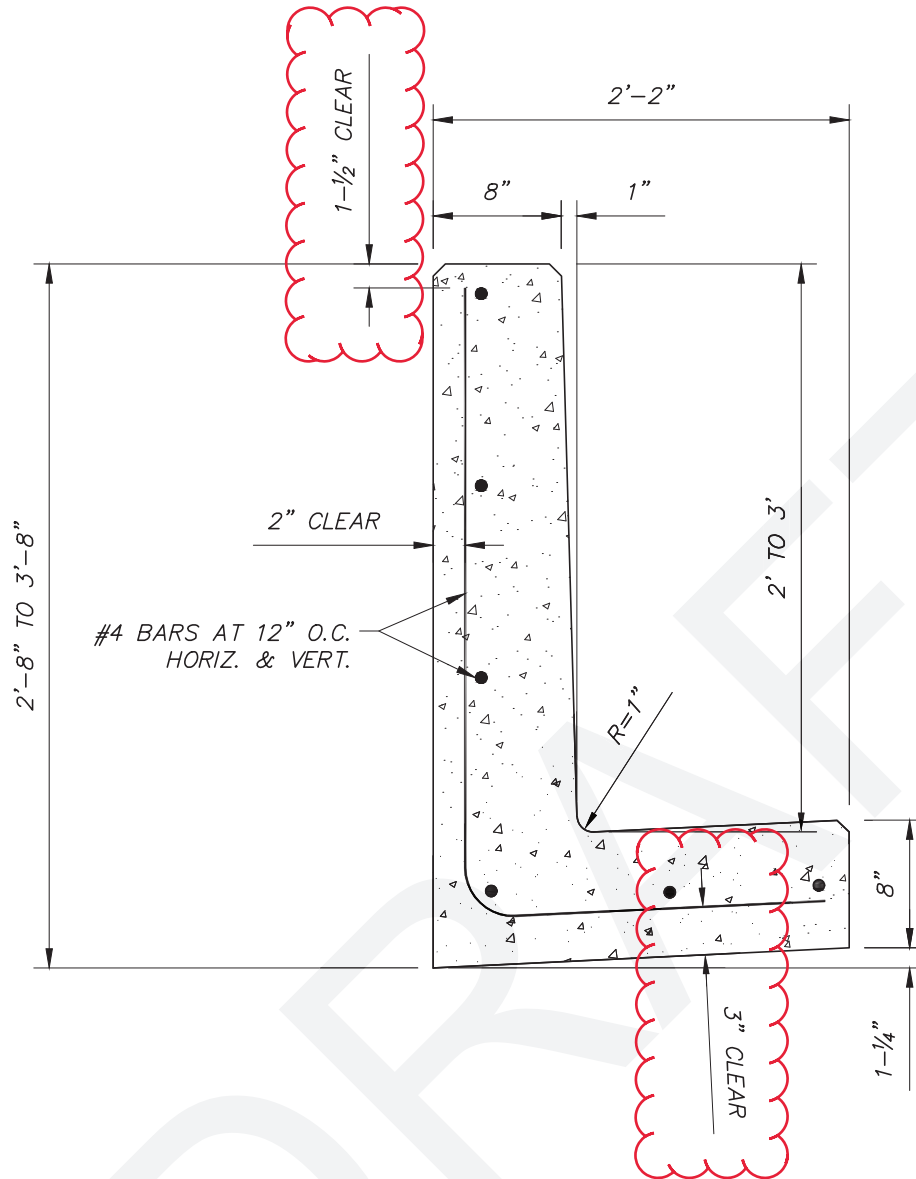 1-½" CLEAR
2'-2"
8"
1"
2'-8" TO 3'-8"
2" CLEAR
#4 BARS AT 12" O.C.
HORIZ. & VERT.
2' TO 3'
R=1"
8"
3" CLEAR
1-¼"
DRAFT